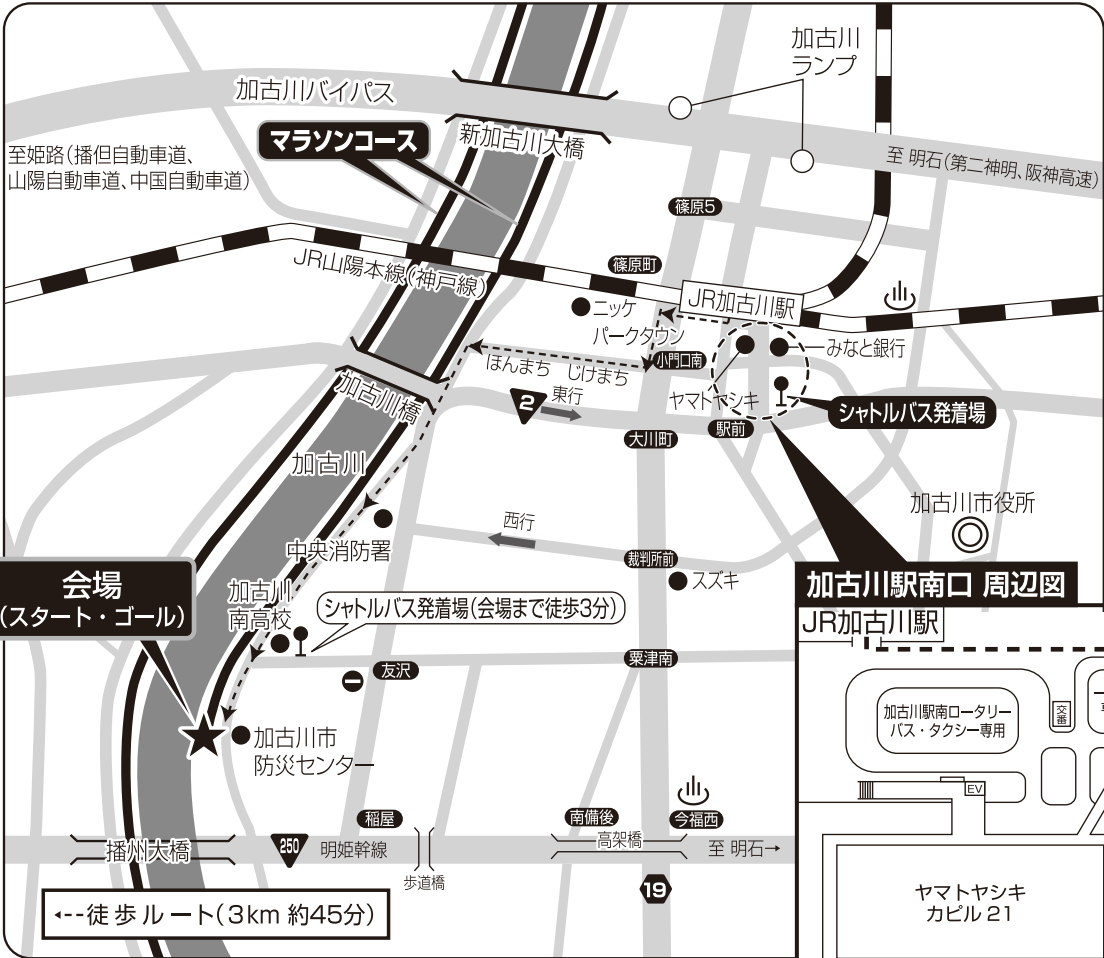 加古川
ランプ
加古川バイパス
マラソンコース
新加古川大橋
至姫路(播但自動車道、
山陽自動車道、中国自動車道)
至 明石(第二神明、阪神高速)
篠原5
JR山陽本線(神戸線)
篠原町
JR加古川駅
ニッケ
パークタウン
小門口南
みなと銀行
ほんまち じけまち
ヤマトヤシキ
加古川橋
2
東行
シャトルバス発着場
大川町
駅前
加古川
加古川市役所
西行
中央消防署
裁判所前
スズキ
会場
(スタート・ゴール)
加古川
南高校
シャトルバス発着場(会場まで徒歩3分)
友沢
粟津南
加古川市
防災センター
稲屋
南備後
今福西
播州大橋
250
明姫幹線
高架橋
至 明石→
歩道橋
19
徒歩ルート(3km 約45分)
加古川駅南口 周辺図
JR加古川駅
加古川駅南ロータリー
バス・タクシー専用
交番
EV
ヤマトヤシキ
カピル 21